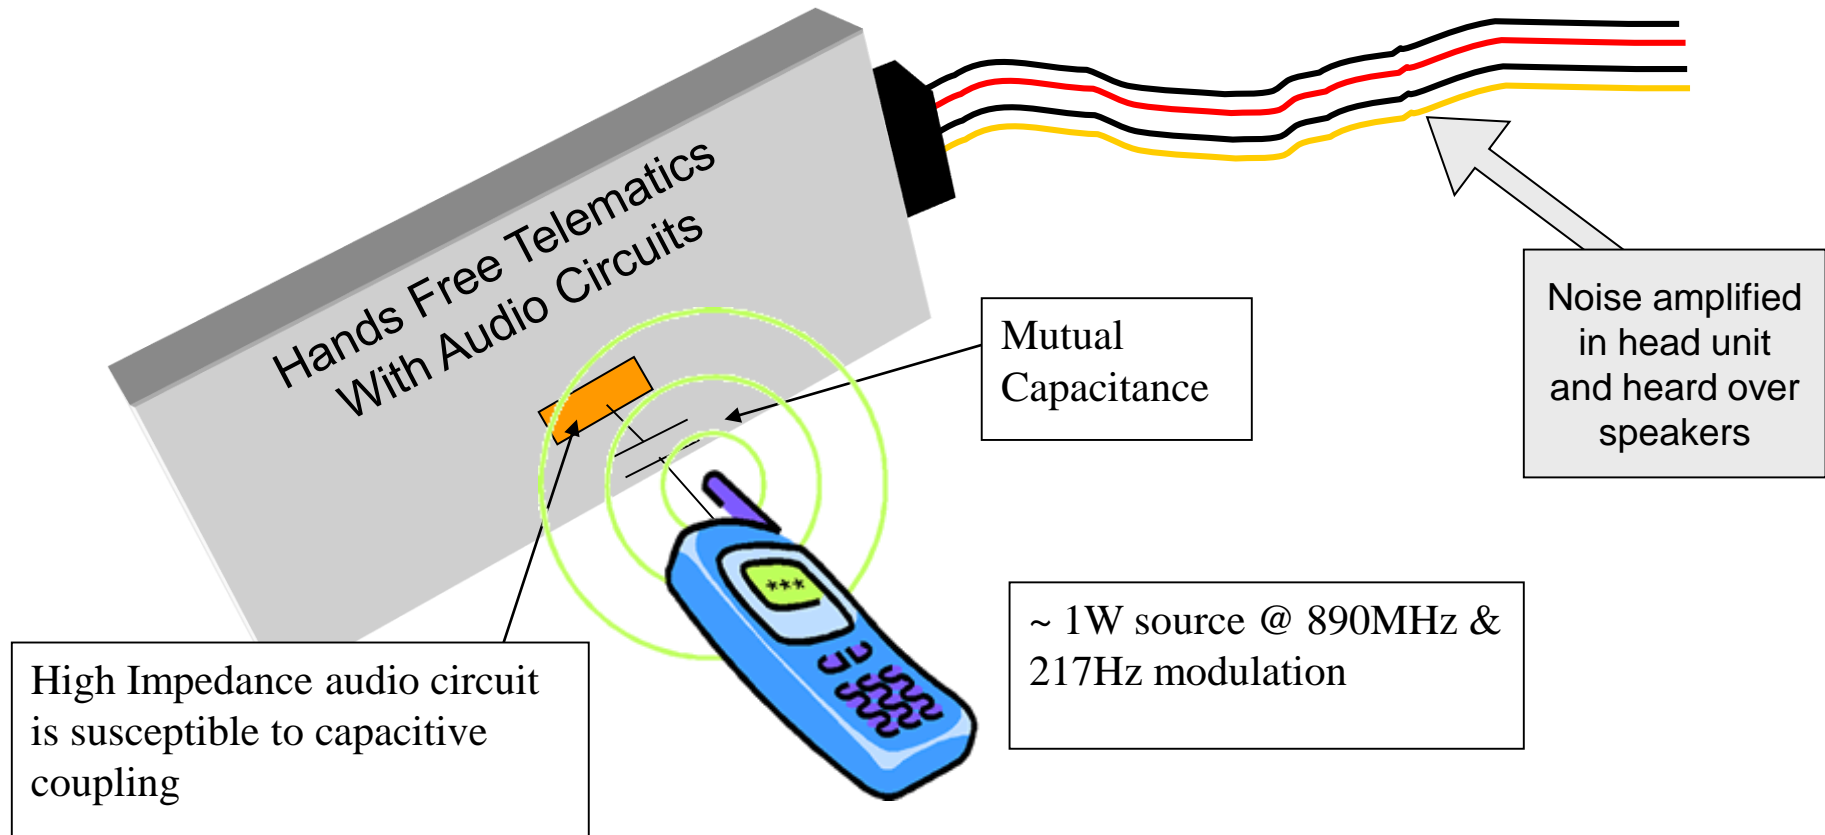 Hands Free Telematics
With Audio Circuits
Mutual
Capacitance
Noise amplified
in head unit
and heard over
speakers
***
~ 1W source @ 890MHz &
217Hz modulation
High Impedance audio circuit
is susceptible to capacitive
coupling